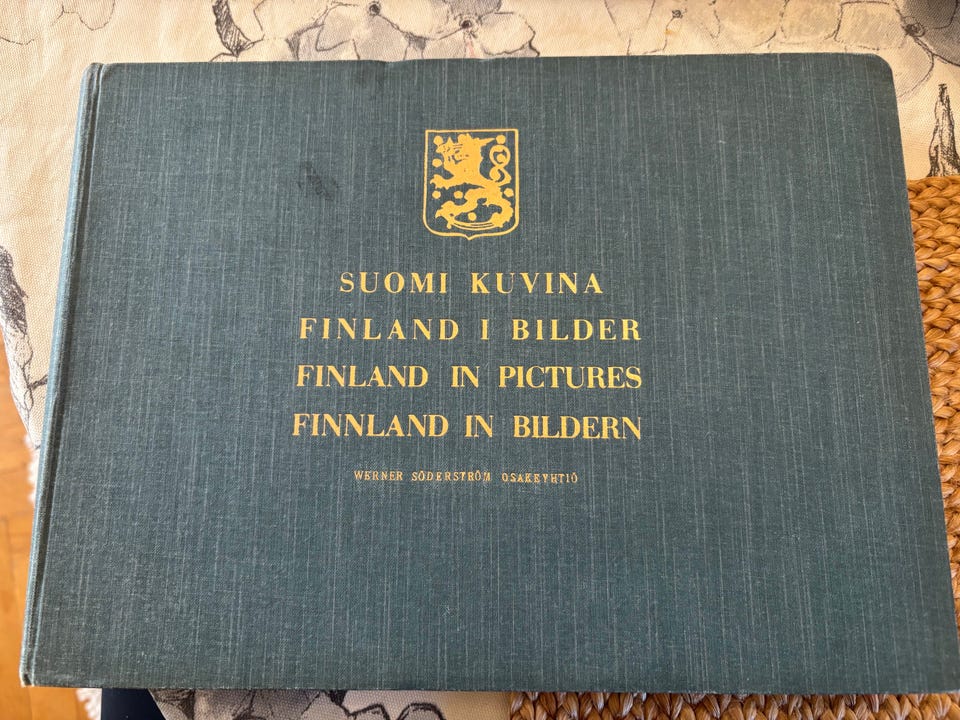 SUOMI KUVINA
FINLAND I BILDER
FINLAND IN PICTURES
FINNLAND IN BILDERN
WERNER SÖDERSTRÖM OSAKEYHTIÖ